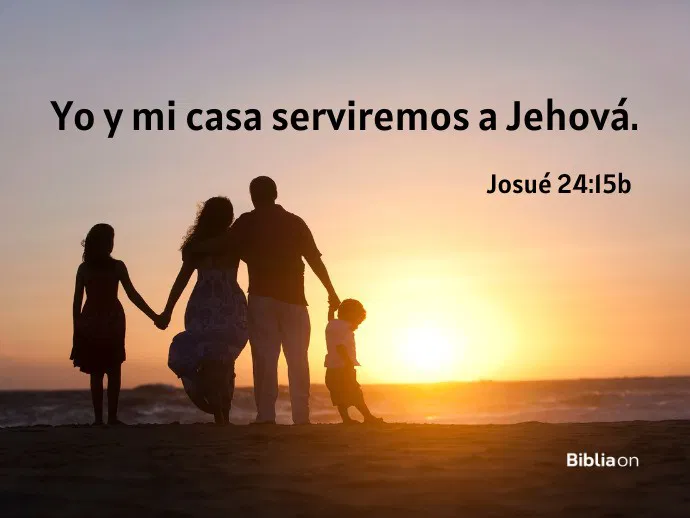 Yo y mi casa serviremos a Jehová.
Josué 24:15b
Bibliaon